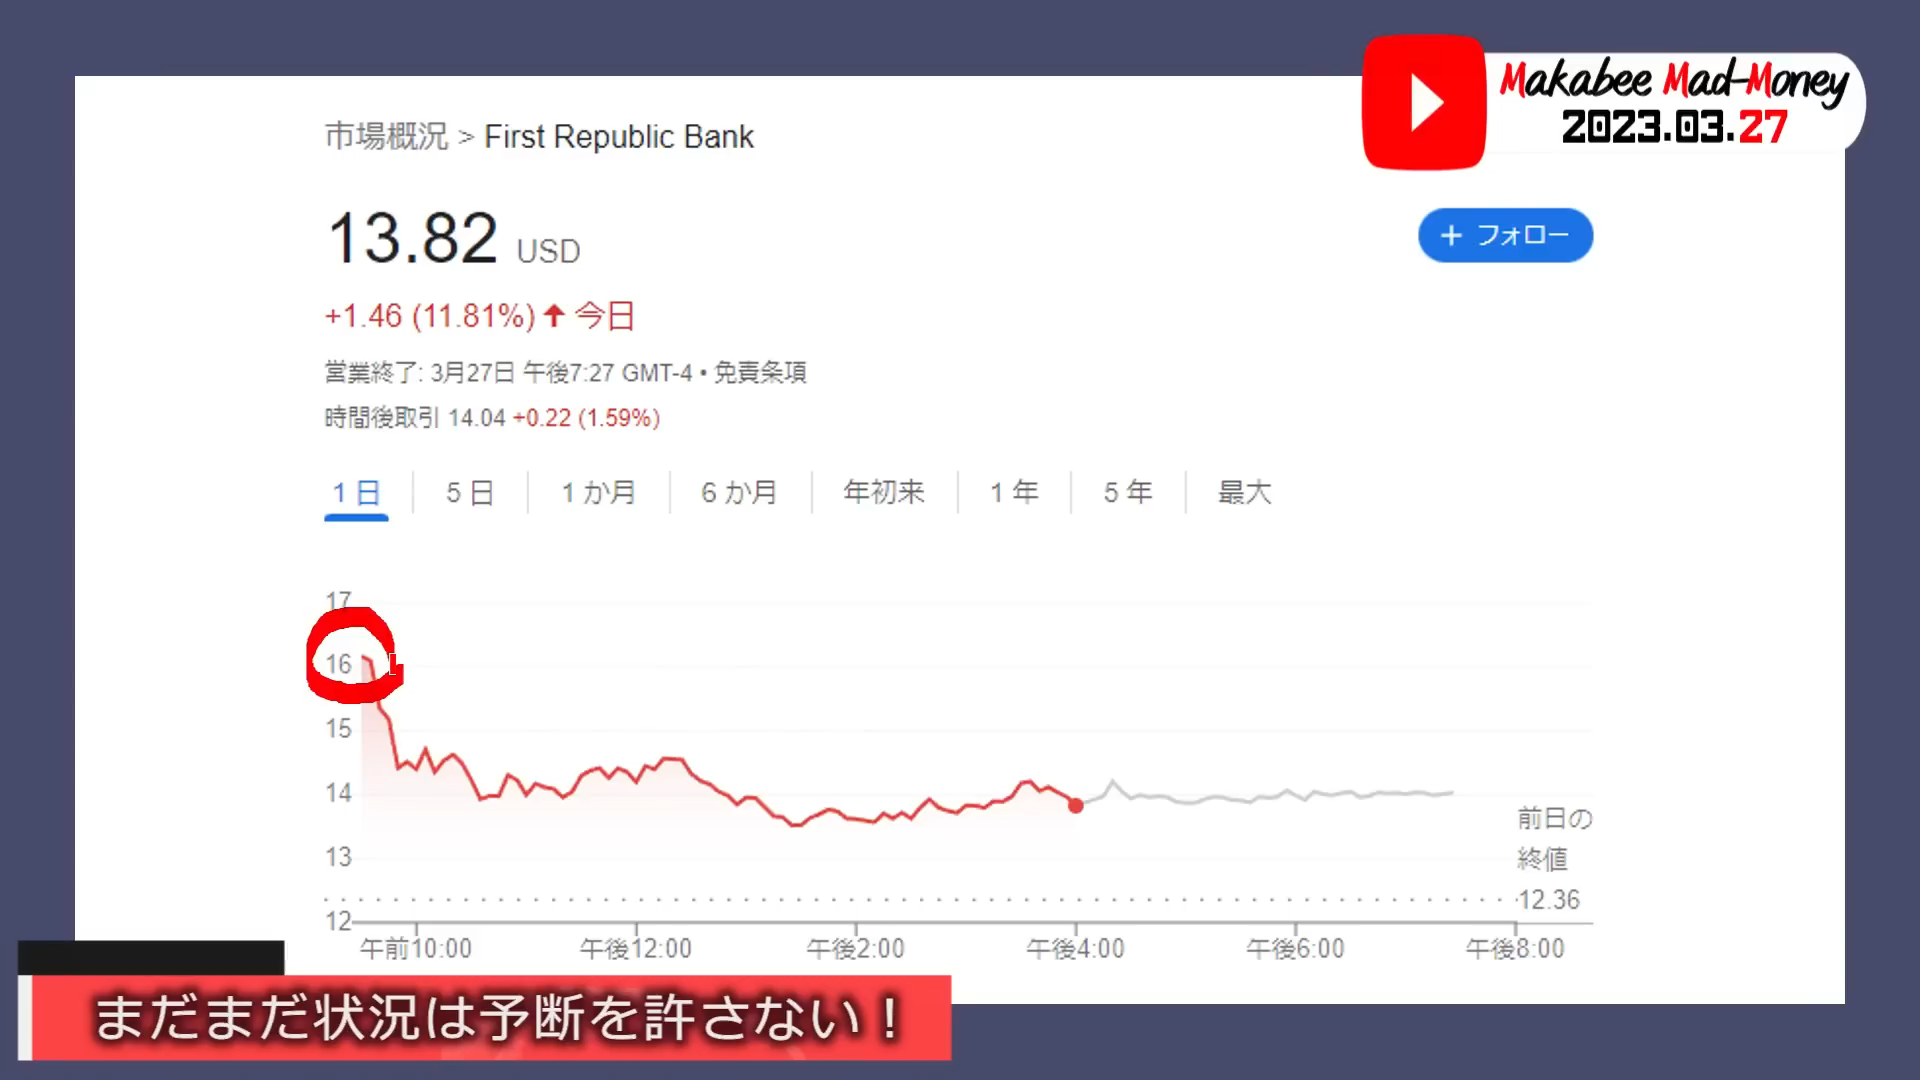 Makabee Mad-Money
2023.03.27
市場概況 > First Republic Bank
13.82 USD
+ フォロー
+1.46 (11.81%) ↑ 今日
営業終了: 3月27日 午後7:27 GMT-4 • 免責条項
時間後取引 14.04 +0.22 (1.59%)
1日 5日 1か月 6か月 年初来 1年 5年 最大
17
16
15
14
13
12
前日の
終値
12.36
午前10:00 午後12:00 午後2:00 午後4:00 午後6:00 午後8:00
まだまだ状況は予断を許さない！